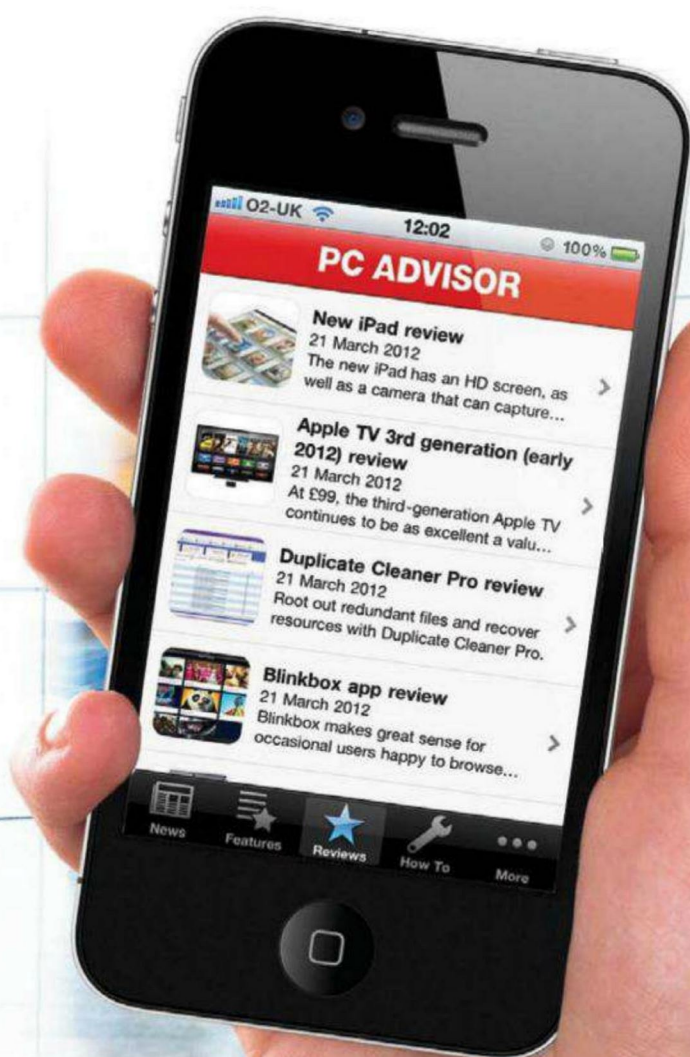 O2-UK 12:02 100%
PC ADVISOR
New iPad review
21 March 2012
The new iPad has an HD screen, as
well as a camera that can capture...
Apple TV 3rd generation (early
2012) review
21 March 2012
At £99, the third-generation Apple TV
continues to be as excellent a valu...
Duplicate Cleaner Pro review
21 March 2012
Root out redundant files and recover
resources with Duplicate Cleaner Pro.
Blinkbox app review
21 March 2012
Blinkbox makes great sense for
occasional users happy to browse...
News Features Reviews How To More